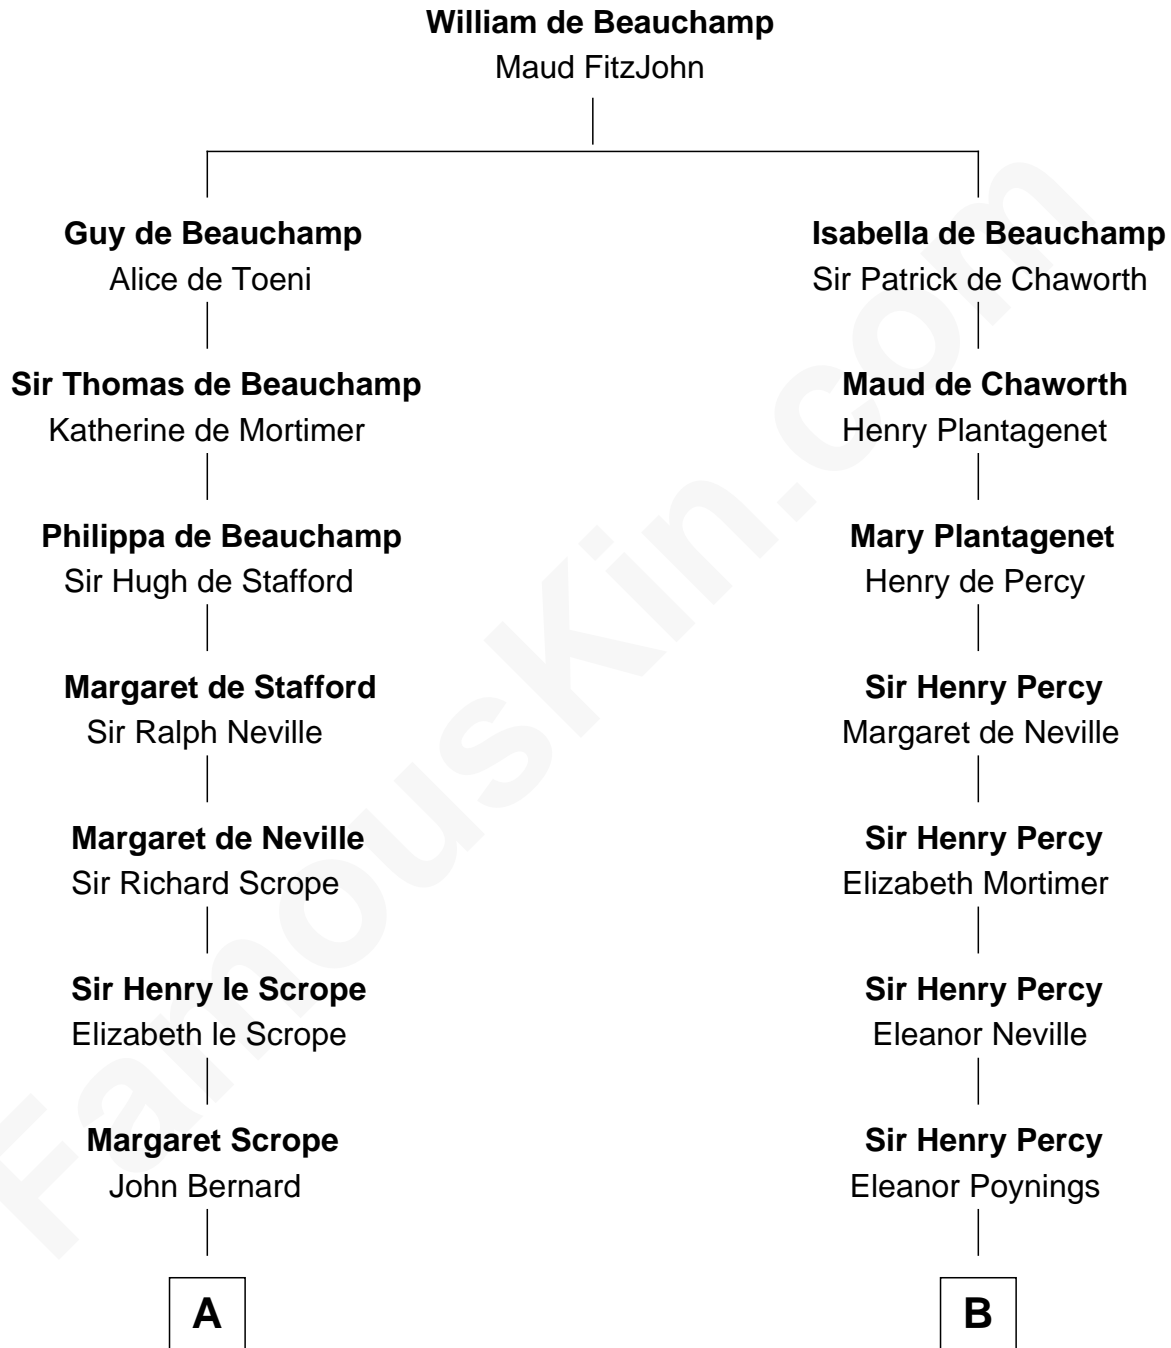 William de Beauchamp
Maud FitzJohn
Guy de Beauchamp
Alice de Toeni
Sir Thomas de Beauchamp
Katherine de Mortimer
Philippa de Beauchamp
Sir Hugh de Stafford
Margaret de Stafford
Sir Ralph Neville
Margaret de Neville
Sir Richard Scrope
Sir Henry le Scrope
Elizabeth le Scrope
Margaret Scrope
John Bernard
A
Isabella de Beauchamp
Sir Patrick de Chaworth
Maud de Chaworth
Henry Plantagenet
Mary Plantagenet
Henry de Percy
Sir Henry Percy
Margaret de Neville
Sir Henry Percy
Elizabeth Mortimer
Sir Henry Percy
Eleanor Neville
Sir Henry Percy
Eleanor Poynings
B
FamousKin.com